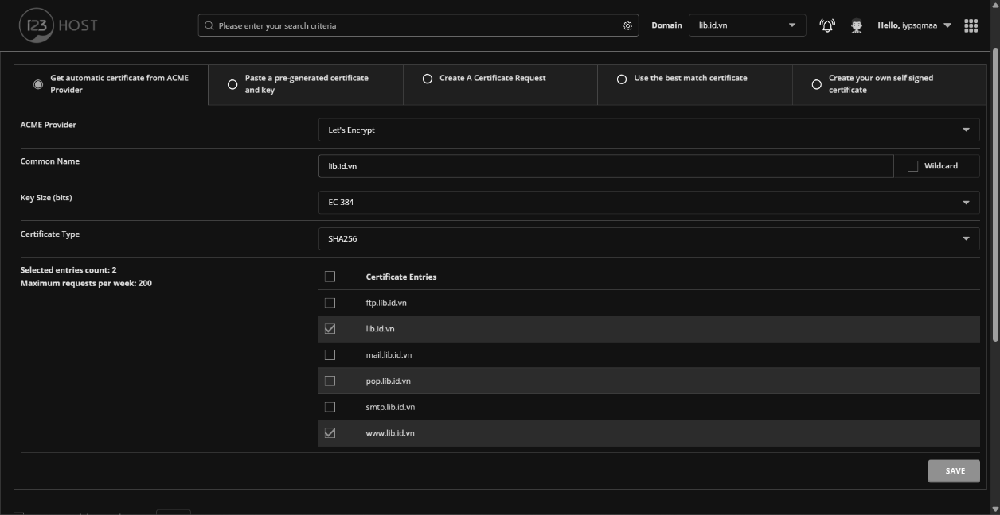 123 HOST
Please enter your search criteria
Domain
lib.id.vn
Hello, iypsqmaa
Get automatic certificate from ACME
Provider
Paste a pre-generated certificate
and key
Create A Certificate Request
Use the best match certificate
Create your own self signed
certificate
ACME Provider
Let's Encrypt
Common Name
lib.id.vn
Wildcard
Key Size (bits)
EC-384
Certificate Type
SHA256
Selected entries count: 2
Maximum requests per week: 200
Certificate Entries
ftp.lib.id.vn
lib.id.vn
mail.lib.id.vn
pop.lib.id.vn
smtp.lib.id.vn
www.lib.id.vn
SAVE